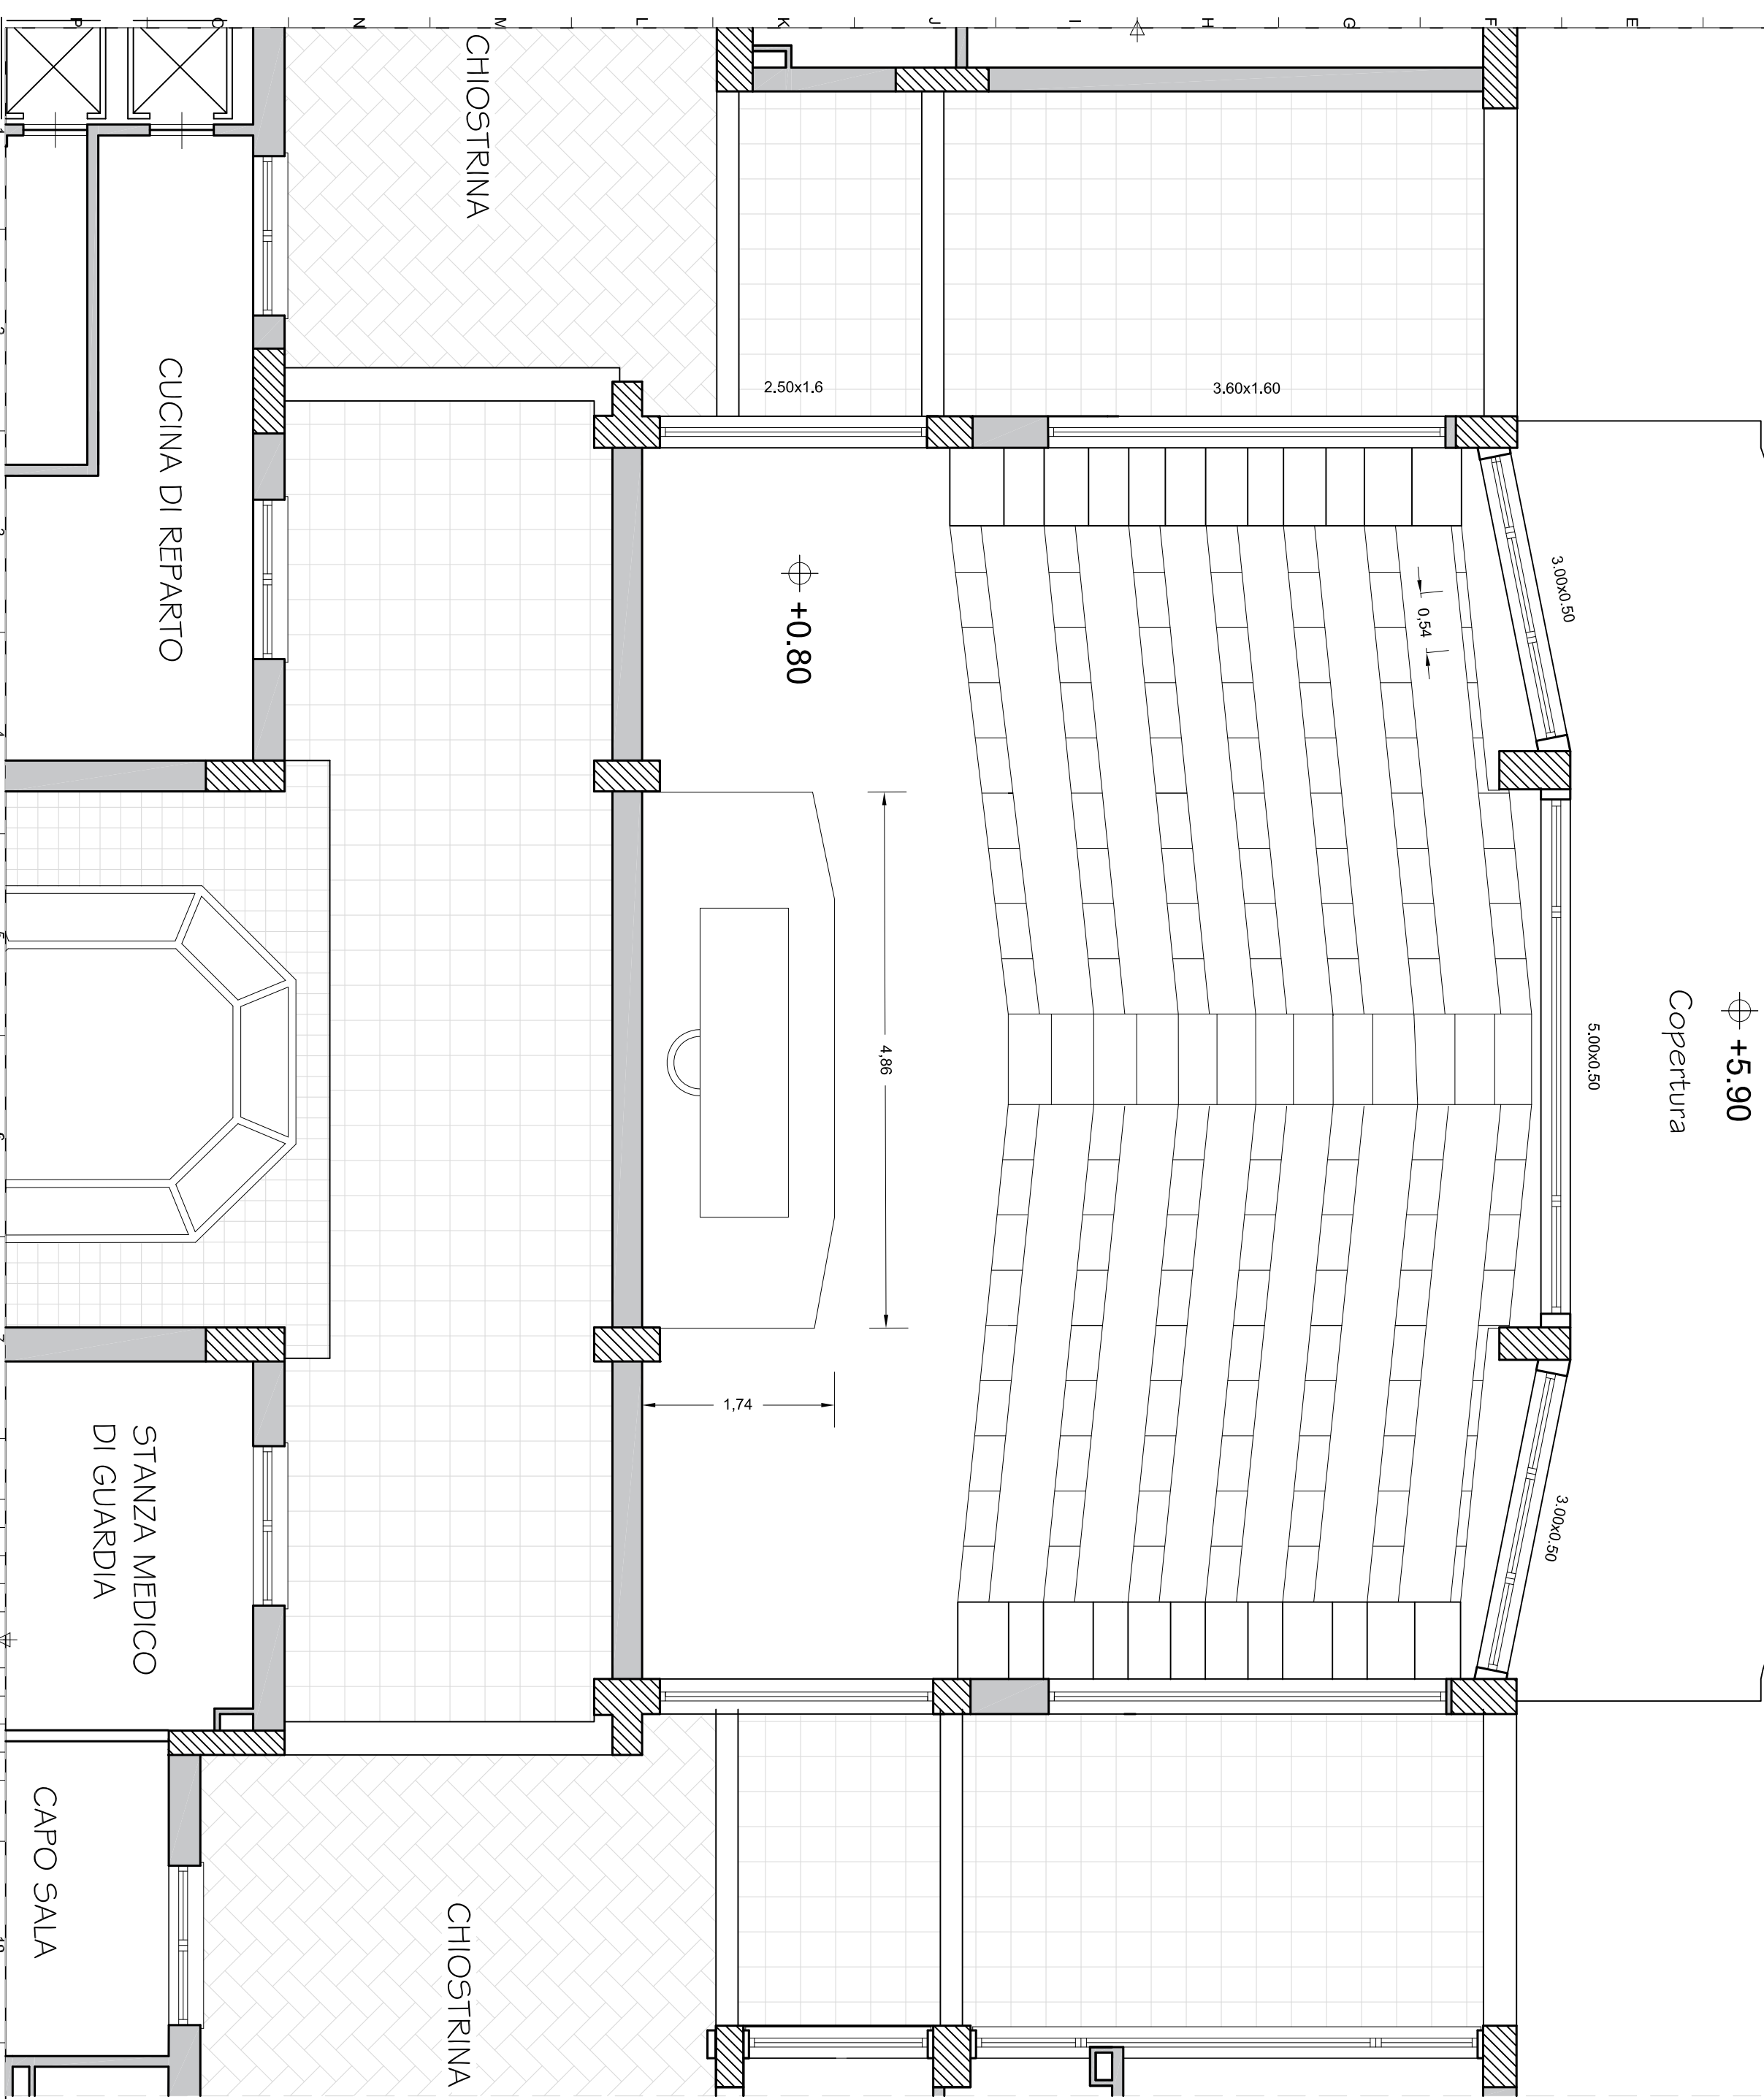 P
O
N
M
L
K
J
I
H
G
F
E
CHIOSTRINA
2.50x1.6
3.60x1.60
CUCINA DI REPARTO
+0.80
0,54
3.00x0.50
4,86
5.00x0.50
+5.90
Copertura
1,74
3.00x0.50
STANZA MEDICO
DI GUARDIA
CAPO SALA
CHIOSTRINA